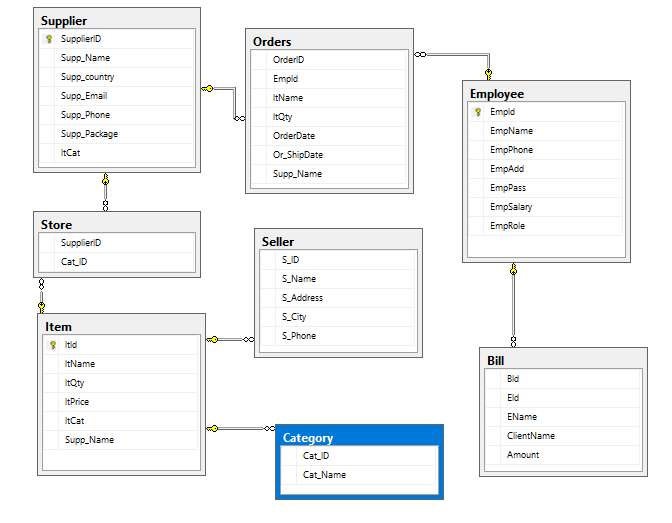 Supplier
SupplierID
Supp_Name
Supp_country
Supp_Email
Supp_Phone
Supp_Package
ItCat
Orders
OrderID
EmpId
ItName
ItQty
OrderDate
Or_ShipDate
Supp_Name
Employee
EmpId
EmpName
EmpPhone
EmpAdd
EmpPass
EmpSalary
EmpRole
Store
SupplierID
Cat_ID
Seller
S_ID
S_Name
S_Address
S_City
S_Phone
Item
ItId
ItName
ItQty
ItPrice
ItCat
Supp_Name
Bill
BId
EId
EName
ClientName
Amount
Category
Cat_ID
Cat_Name